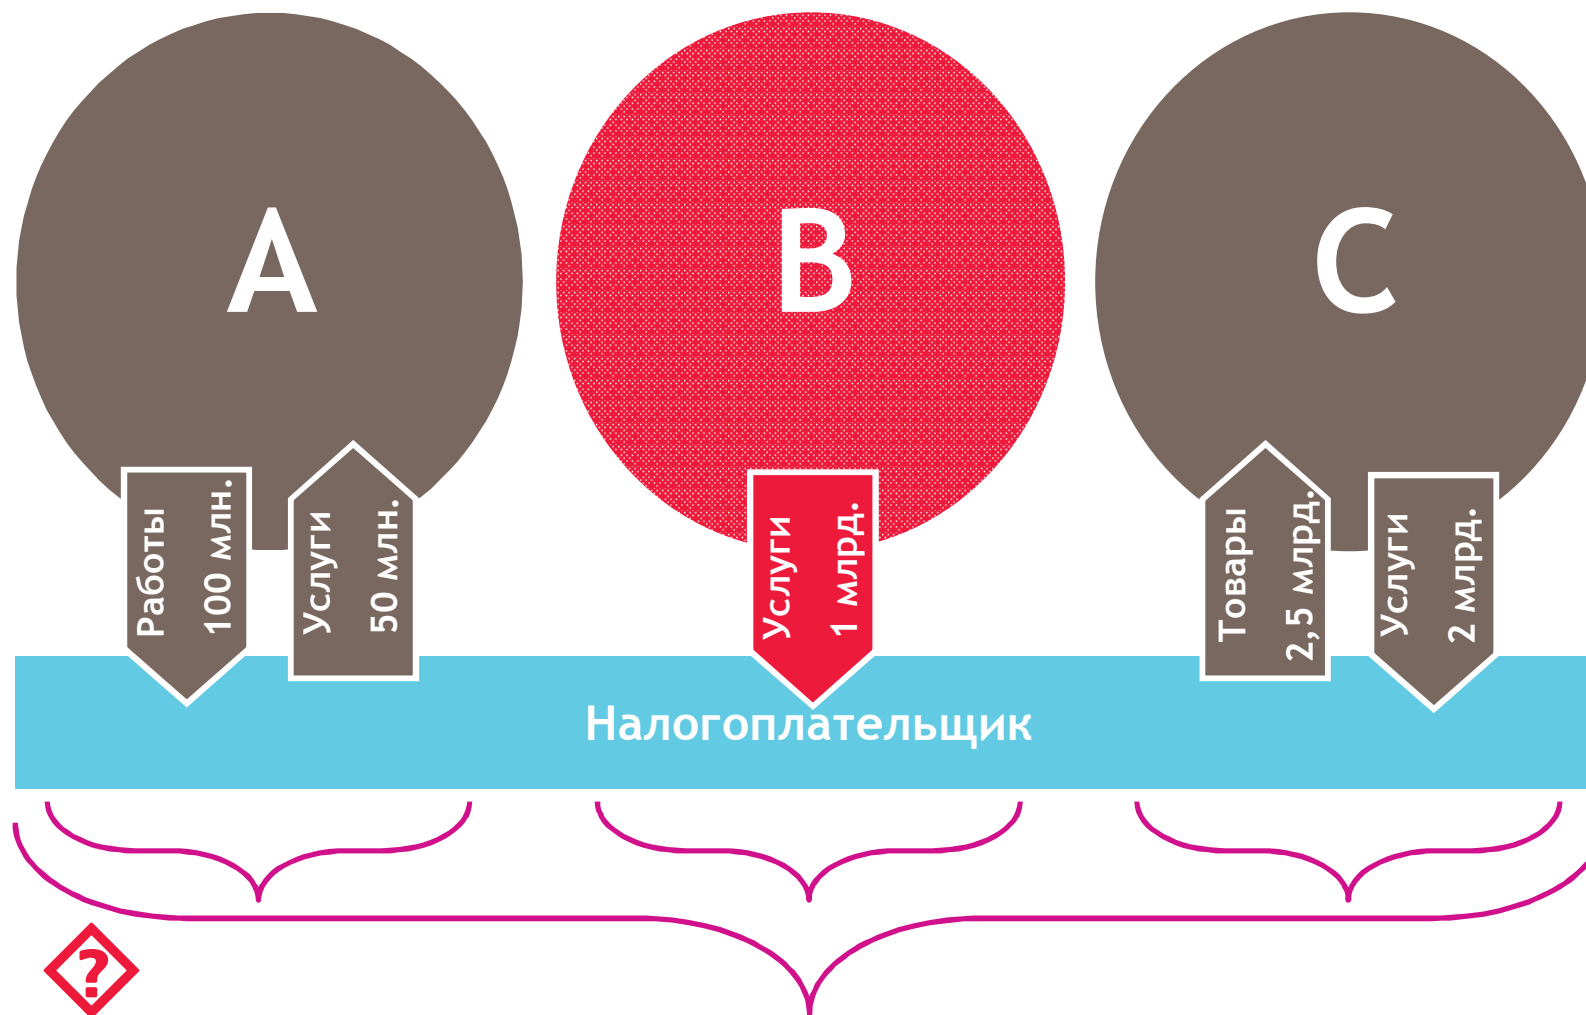 A
B
C
Работы
100 млн.
Услуги
50 млн.
Услуги
1 млрд.
Товары
2,5 млрд.
Услуги
2 млрд.
Налогоплательщик
?